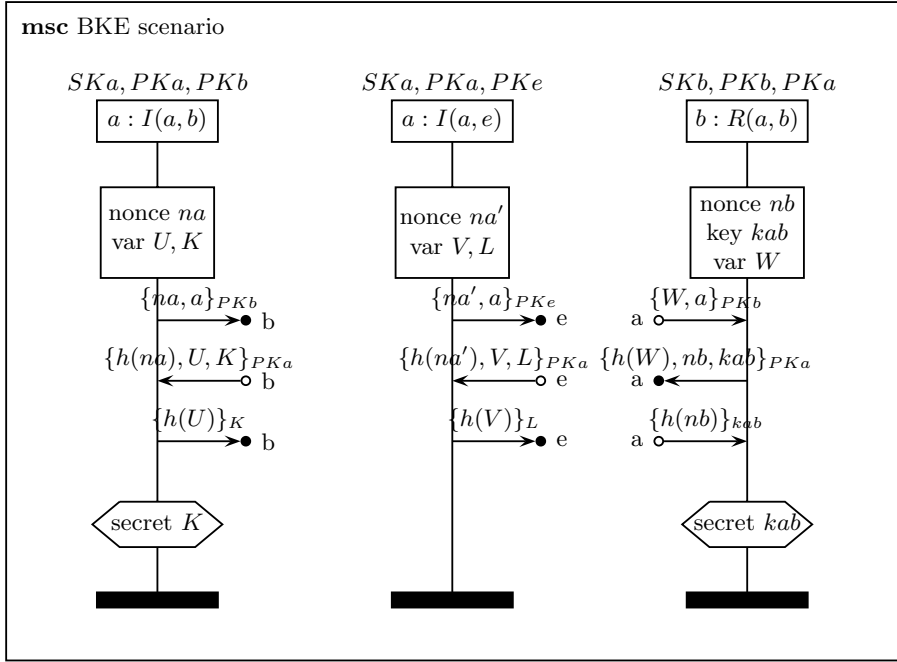 msc BKE scenario
SKa, PKa, PKb
a : I(a, b)
nonce na
var U, K
{na, a}_{PKb}
b
{h(na), U, K}_{PKa}
b
{h(U)}_K
b
secret K
SKa, PKa, PKe
a : I(a, e)
nonce na′
var V, L
{na′, a}_{PKe}
e
{h(na′), V, L}_{PKa}
e
{h(V)}_L
e
SKb, PKb, PKa
b : R(a, b)
nonce nb
key kab
var W
{W, a}_{PKb}
a
{h(W), nb, kab}_{PKa}
a
{h(nb)}_{kab}
a
secret kab